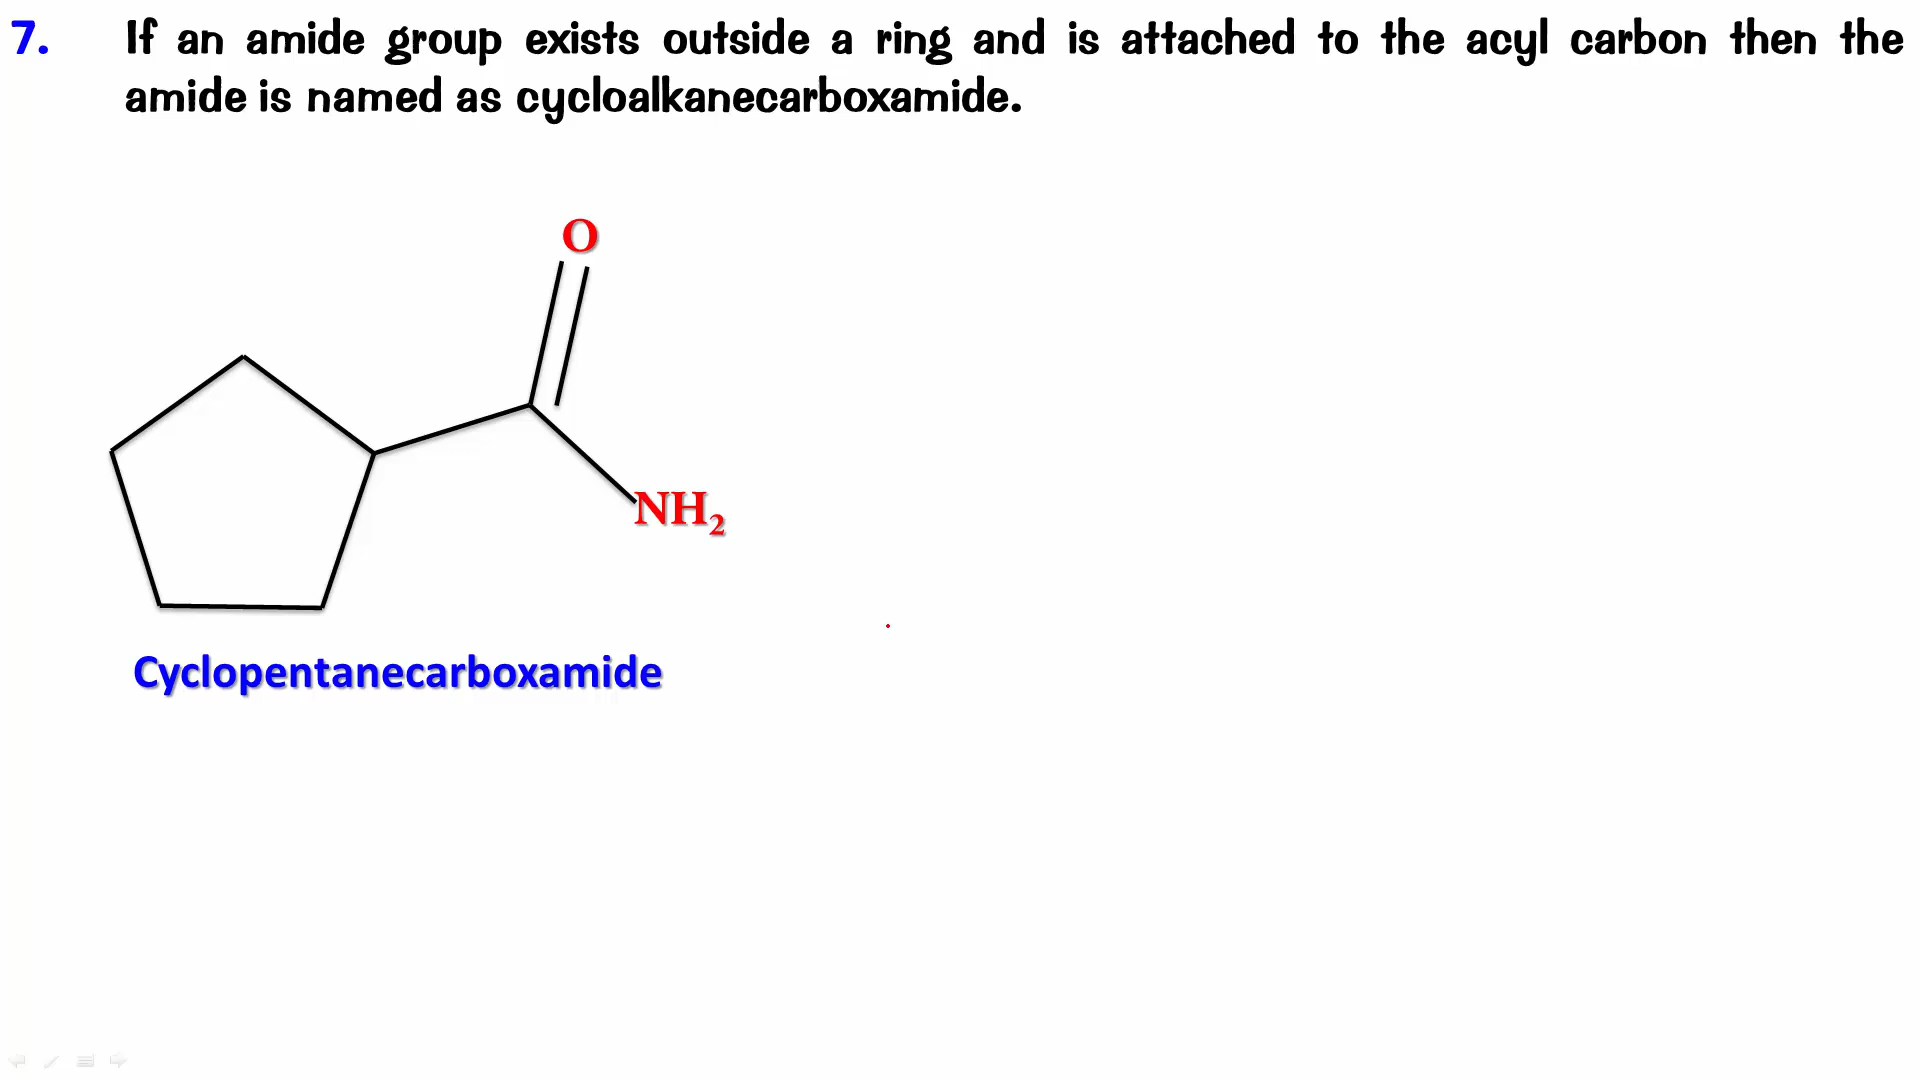 7. If an amide group exists outside a ring and is attached to the acyl carbon then the
amide is named as cycloalkanecarboxamide.
O
NH₂
Cyclopentanecarboxamide